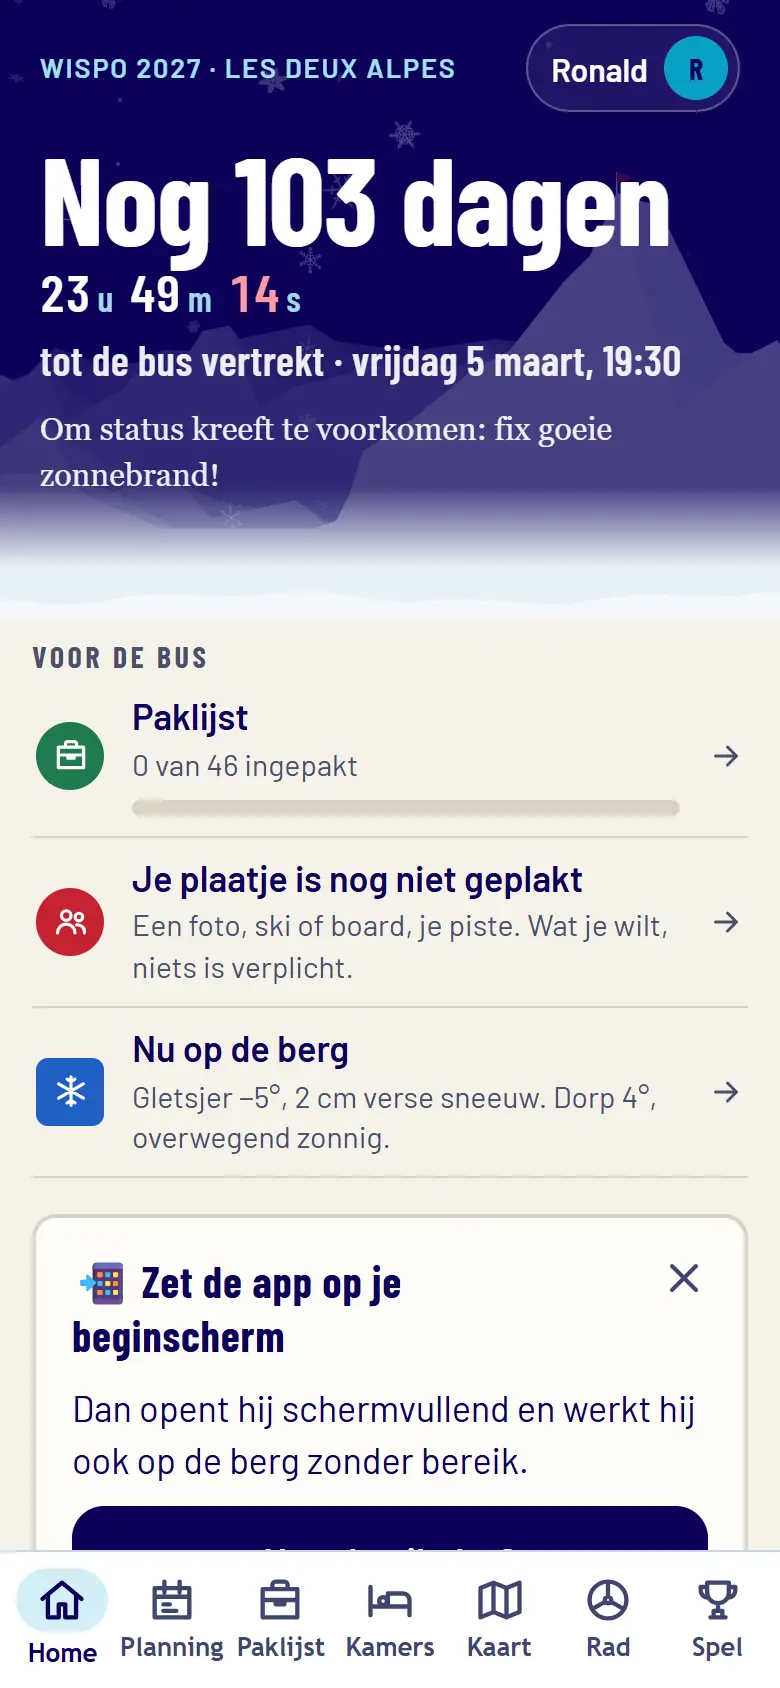 WISPO 2027 · LES DEUX ALPES
Ronald
R
Nog 103 dagen
23 u 49 m 14 s
tot de bus vertrekt · vrijdag 5 maart, 19:30
Om status kreeft te voorkomen: fix goeie
zonnebrand!
VOOR DE BUS
Paklijst
0 van 46 ingepakt
Je plaatje is nog niet geplakt
Een foto, ski of board, je piste. Wat je wilt,
niets is verplicht.
Nu op de berg
Gletsjer −5°, 2 cm verse sneeuw. Dorp 4°,
overwegend zonnig.
Zet de app op je
beginscherm
Dan opent hij schermvullend en werkt hij
ook op de berg zonder bereik.
Home
Planning
Paklijst
Kamers
Kaart
Rad
Spel